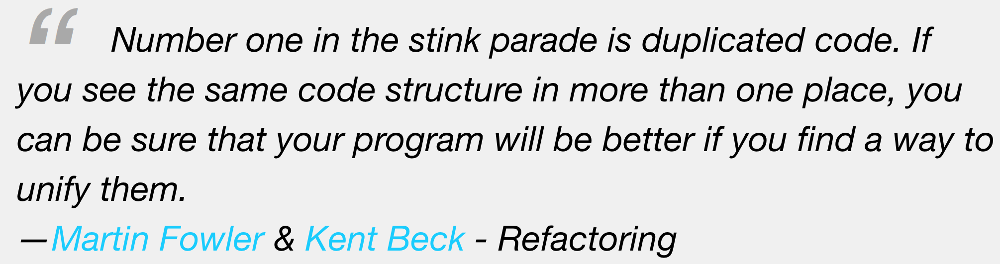 “ Number one in the stink parade is duplicated code. If
you see the same code structure in more than one place, you
can be sure that your program will be better if you find a way to
unify them.
—Martin Fowler & Kent Beck - Refactoring